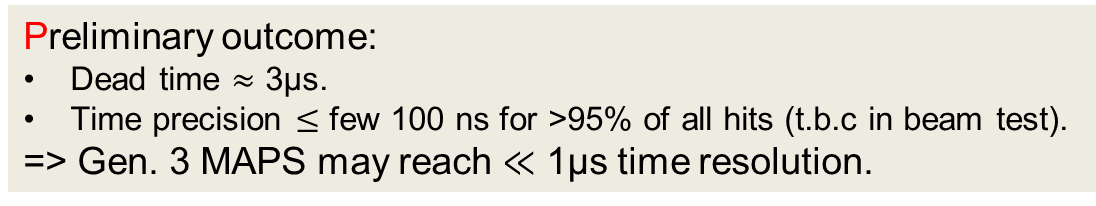 Preliminary outcome:
• Dead time ≈ 3μs.
• Time precision ≤ few 100 ns for >95% of all hits (t.b.c in beam test).
=> Gen. 3 MAPS may reach ≪ 1μs time resolution.